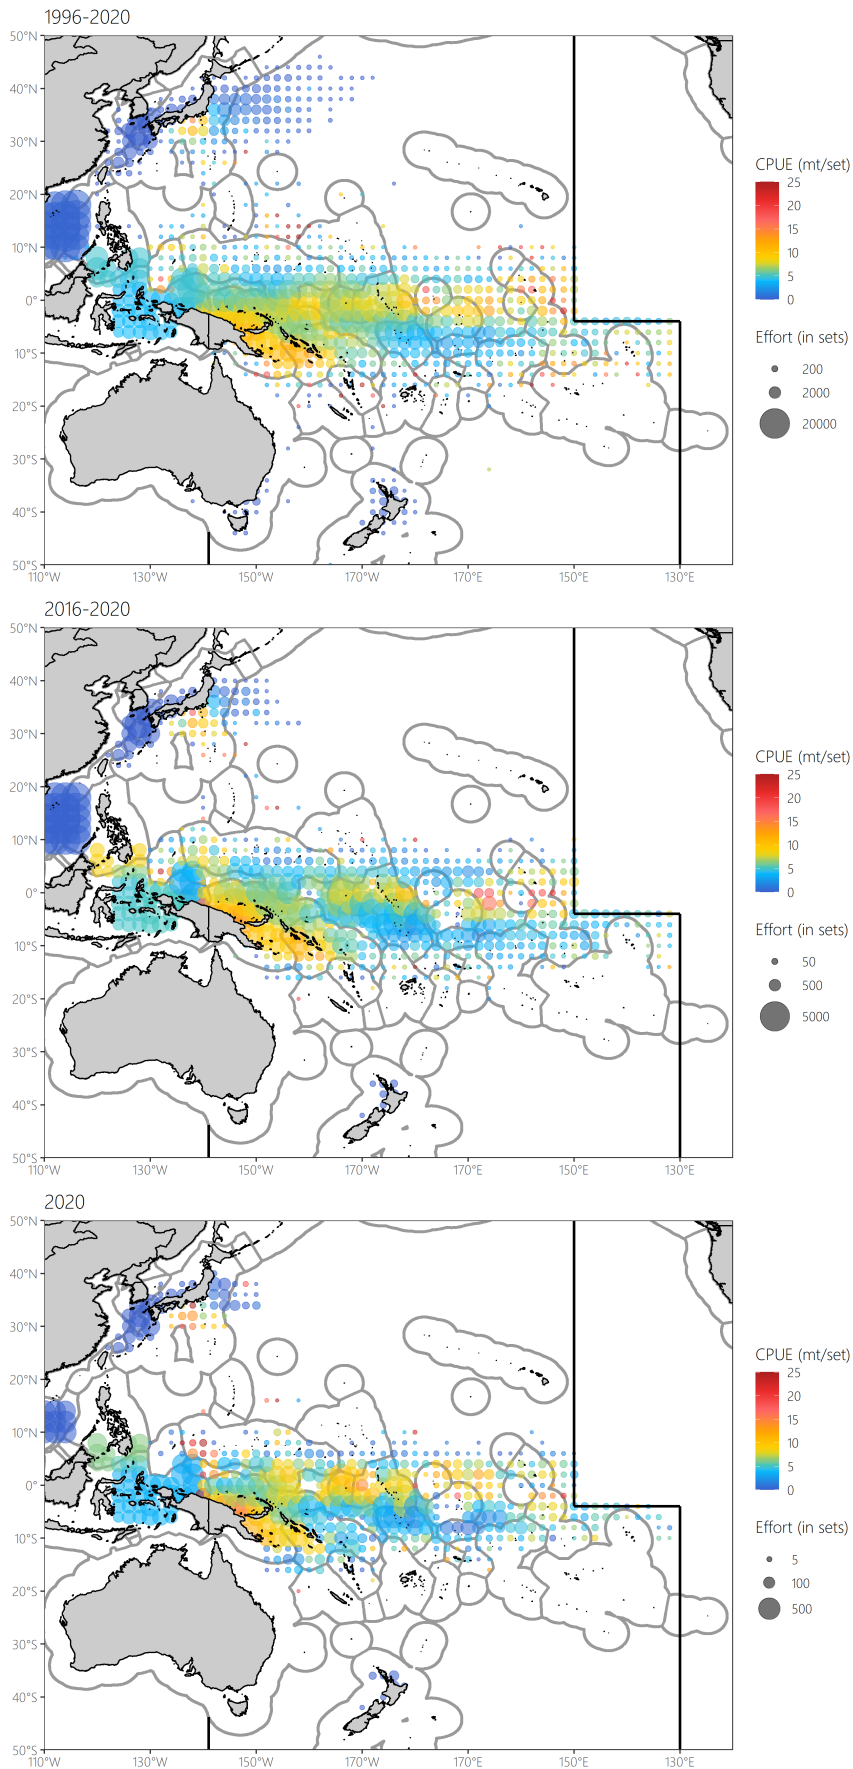 1996-2020
50°N
40°N
30°N
20°N
10°N
0°
10°S
20°S
30°S
40°S
50°S
110°W 130°W 150°W 170°W 170°E 150°E 130°E
CPUE (mt/set)
25
20
15
10
5
0
Effort (in sets)
200
2000
20000
2016-2020
50°N
40°N
30°N
20°N
10°N
0°
10°S
20°S
30°S
40°S
50°S
110°W 130°W 150°W 170°W 170°E 150°E 130°E
CPUE (mt/set)
25
20
15
10
5
0
Effort (in sets)
50
500
5000
2020
50°N
40°N
30°N
20°N
10°N
0°
10°S
20°S
30°S
40°S
50°S
110°W 130°W 150°W 170°W 170°E 150°E 130°E
CPUE (mt/set)
25
20
15
10
5
0
Effort (in sets)
5
100
500